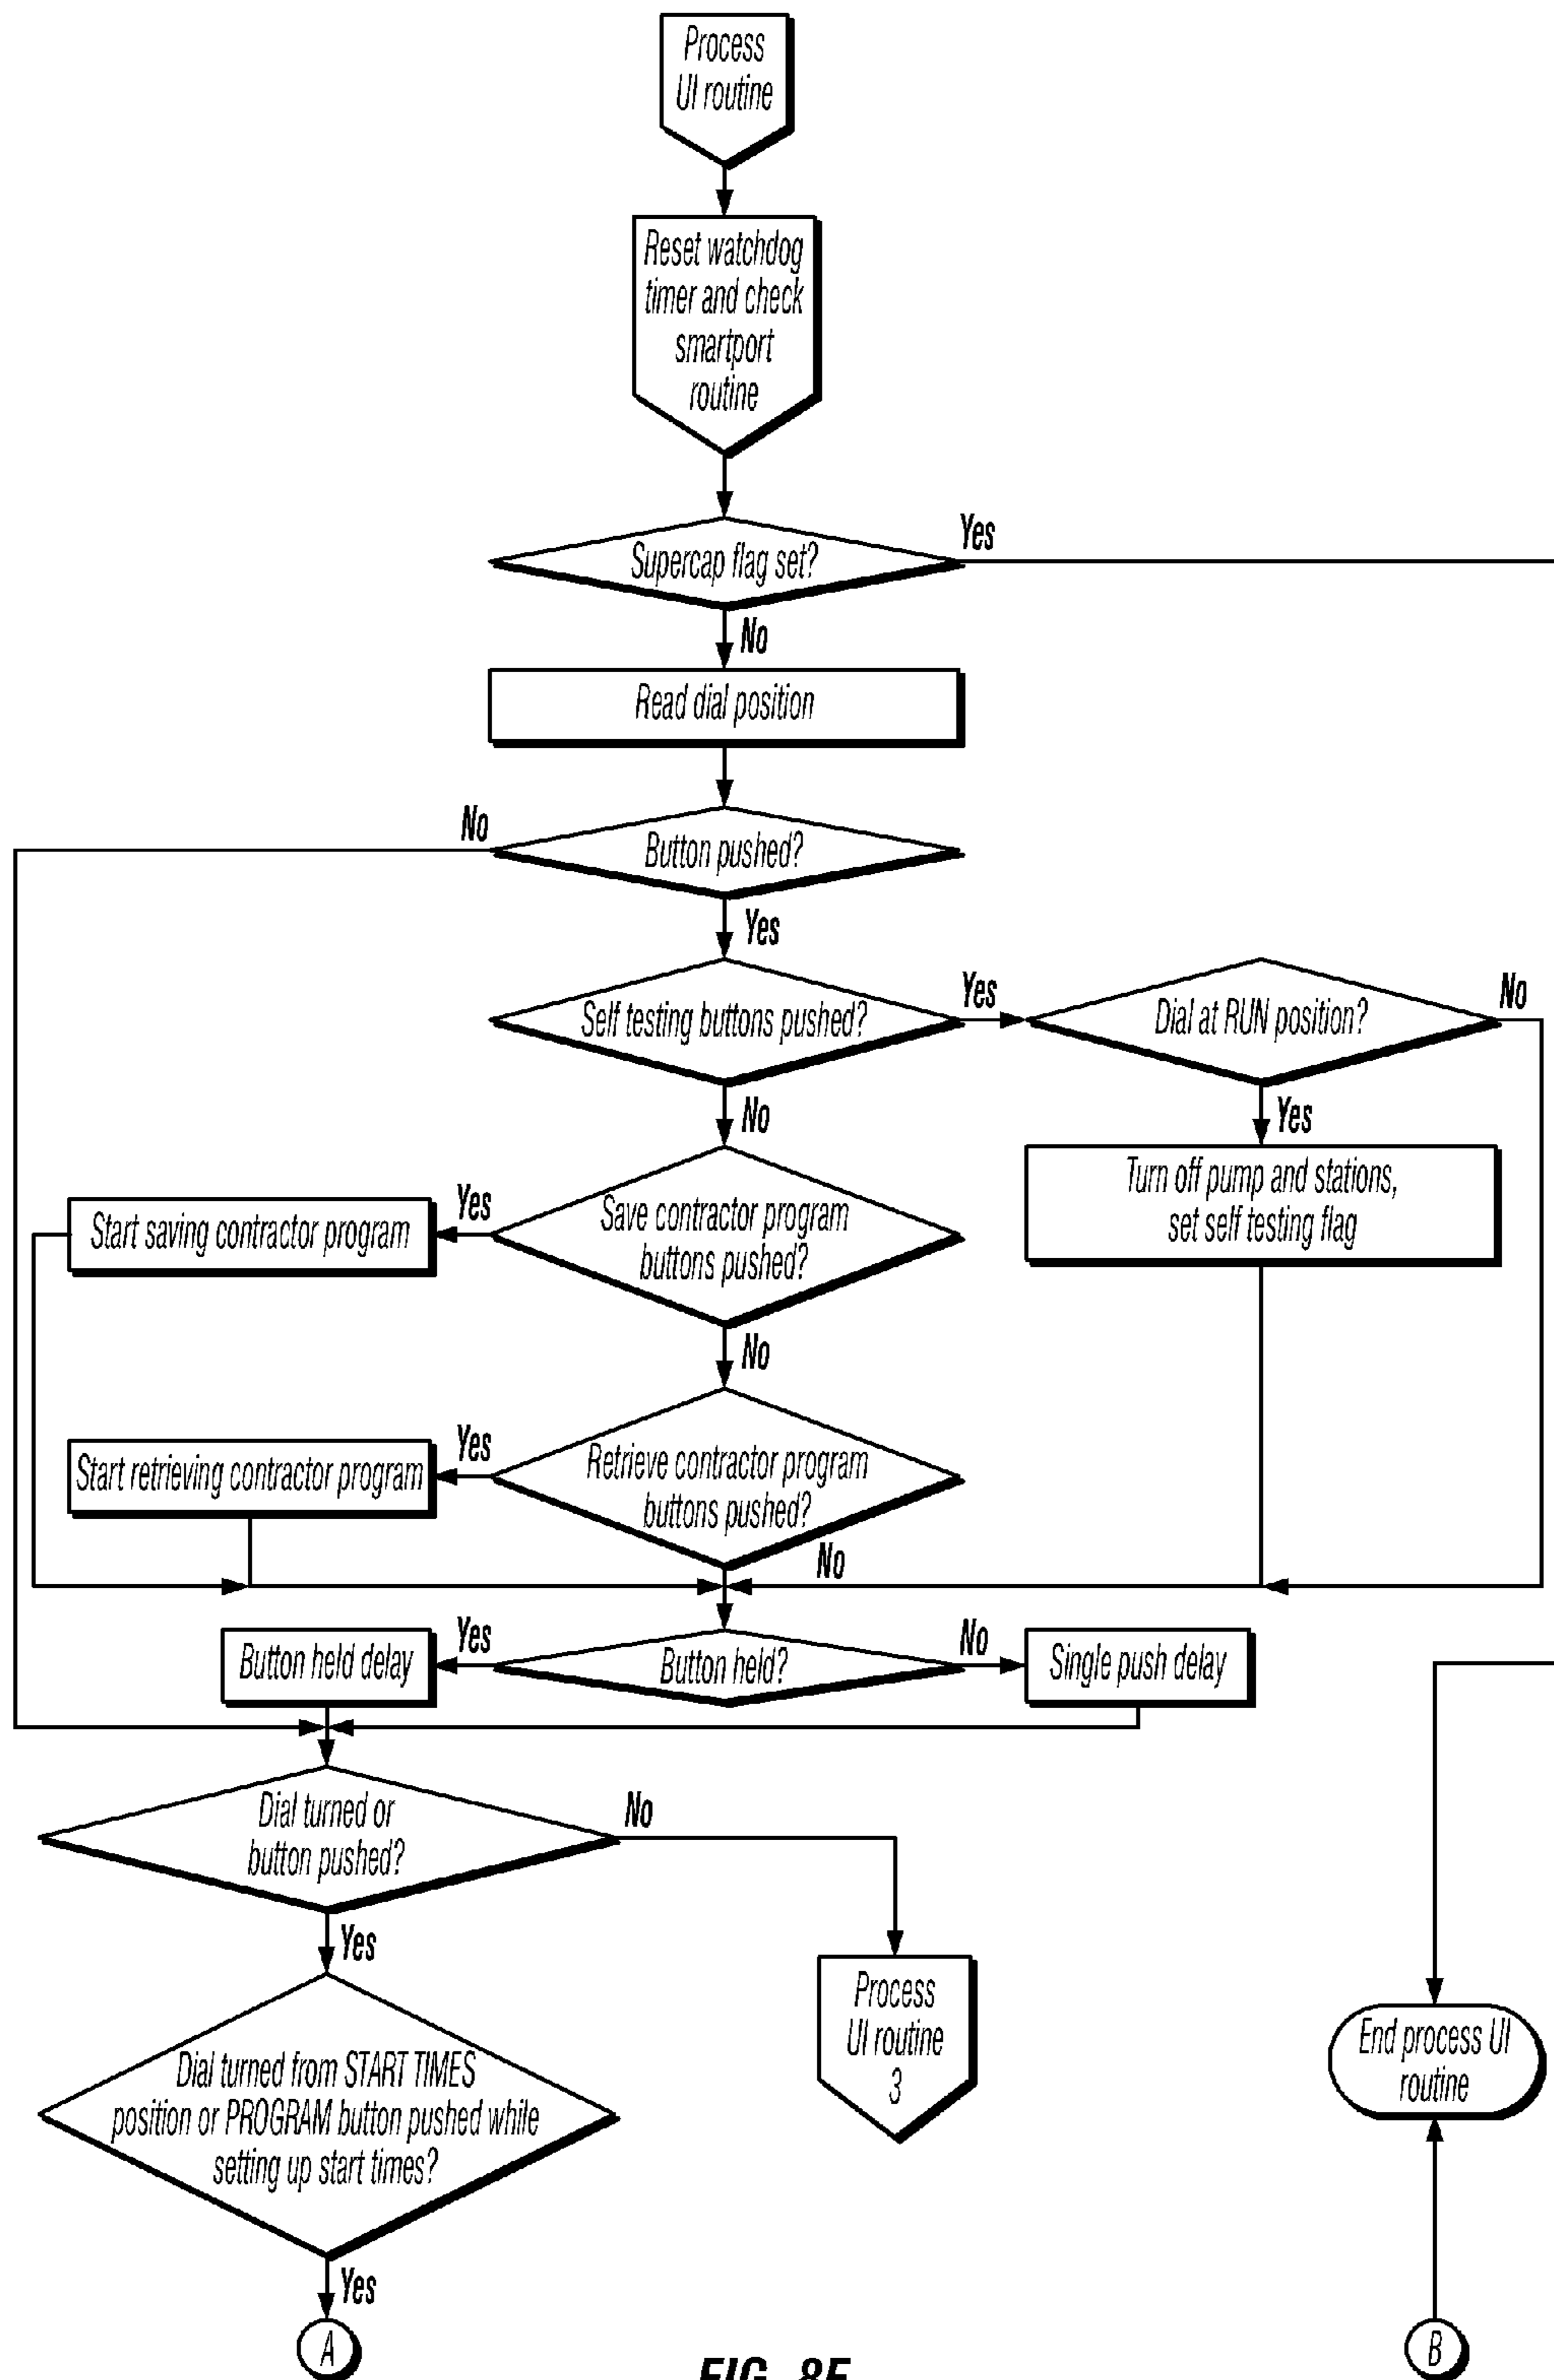 Process
UI routine
Reset watchdog
timer and check
smartport
routine
Supercap flag set?
Yes
No
Read dial position
Button pushed?
No
Yes
Self testing buttons pushed?
Yes
Dial at RUN position?
No
No
Yes
Turn off pump and stations,
set self testing flag
Save contractor program
buttons pushed?
Yes
Start saving contractor program
No
Retrieve contractor program
buttons pushed?
Yes
Start retrieving contractor program
No
Button held?
Yes
Button held delay
No
Single push delay
Dial turned or
button pushed?
No
Yes
Process
UI routine
3
Dial turned from START TIMES
position or PROGRAM button pushed while
setting up start times?
Yes
End process UI
routine
A
B
FIG. 8F